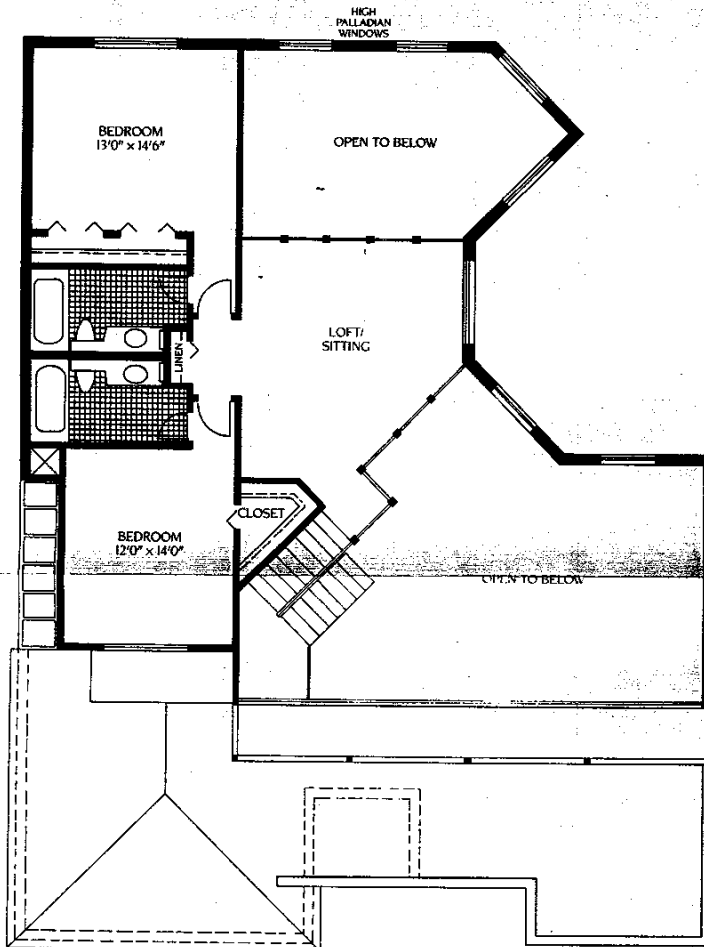 HIGH
PALLADIAN
WINDOWS
BEDROOM
13'0" × 14'6"
OPEN TO BELOW
LOFT/
SITTING
LINEN
CLOSET
BEDROOM
12'0" × 14'0"
OPEN TO BELOW